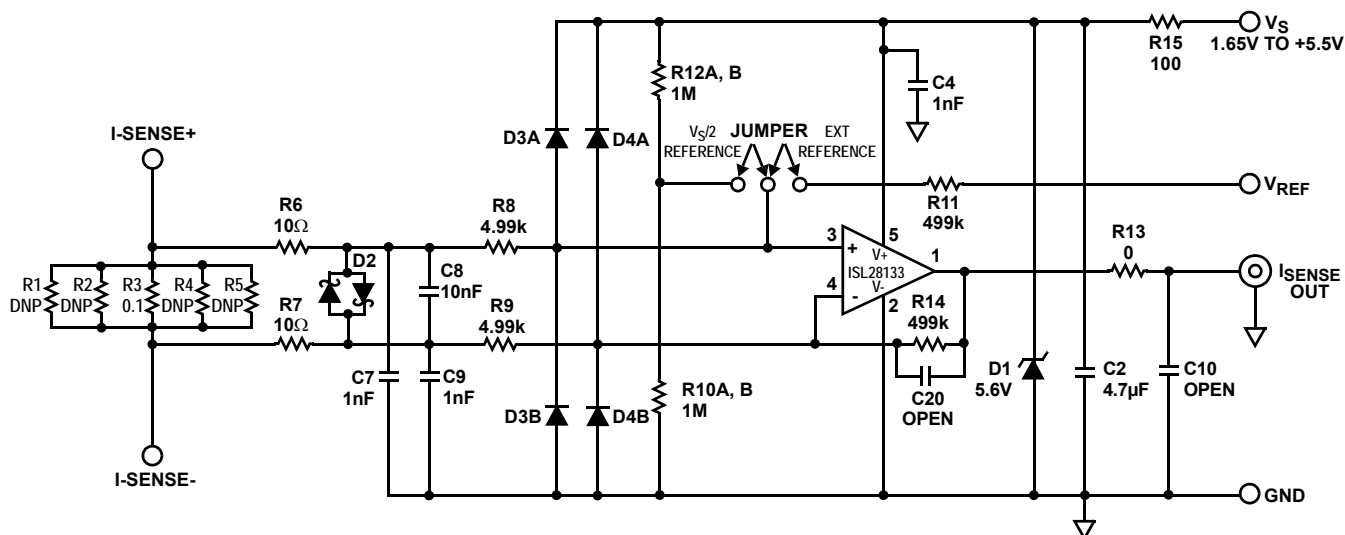 VS
1.65V TO +5.5V
R15
100
R12A, B
1M
C4
1nF
I-SENSE+
D3A
D4A
VS/2
REFERENCE
JUMPER
EXT
REFERENCE
VREF
R11
499k
R6
10Ω
R8
4.99k
R13
0
3
+
5
V+
1
ISL28133
4
-
V-
2
ISENSE
OUT
D2
C8
10nF
R1
DNP
R2
DNP
R3
0.1
R4
DNP
R5
DNP
R7
10Ω
R9
4.99k
R14
499k
C7
1nF
C9
1nF
D3B
D4B
R10A, B
1M
C20
OPEN
D1
5.6V
C2
4.7µF
C10
OPEN
I-SENSE-
GND